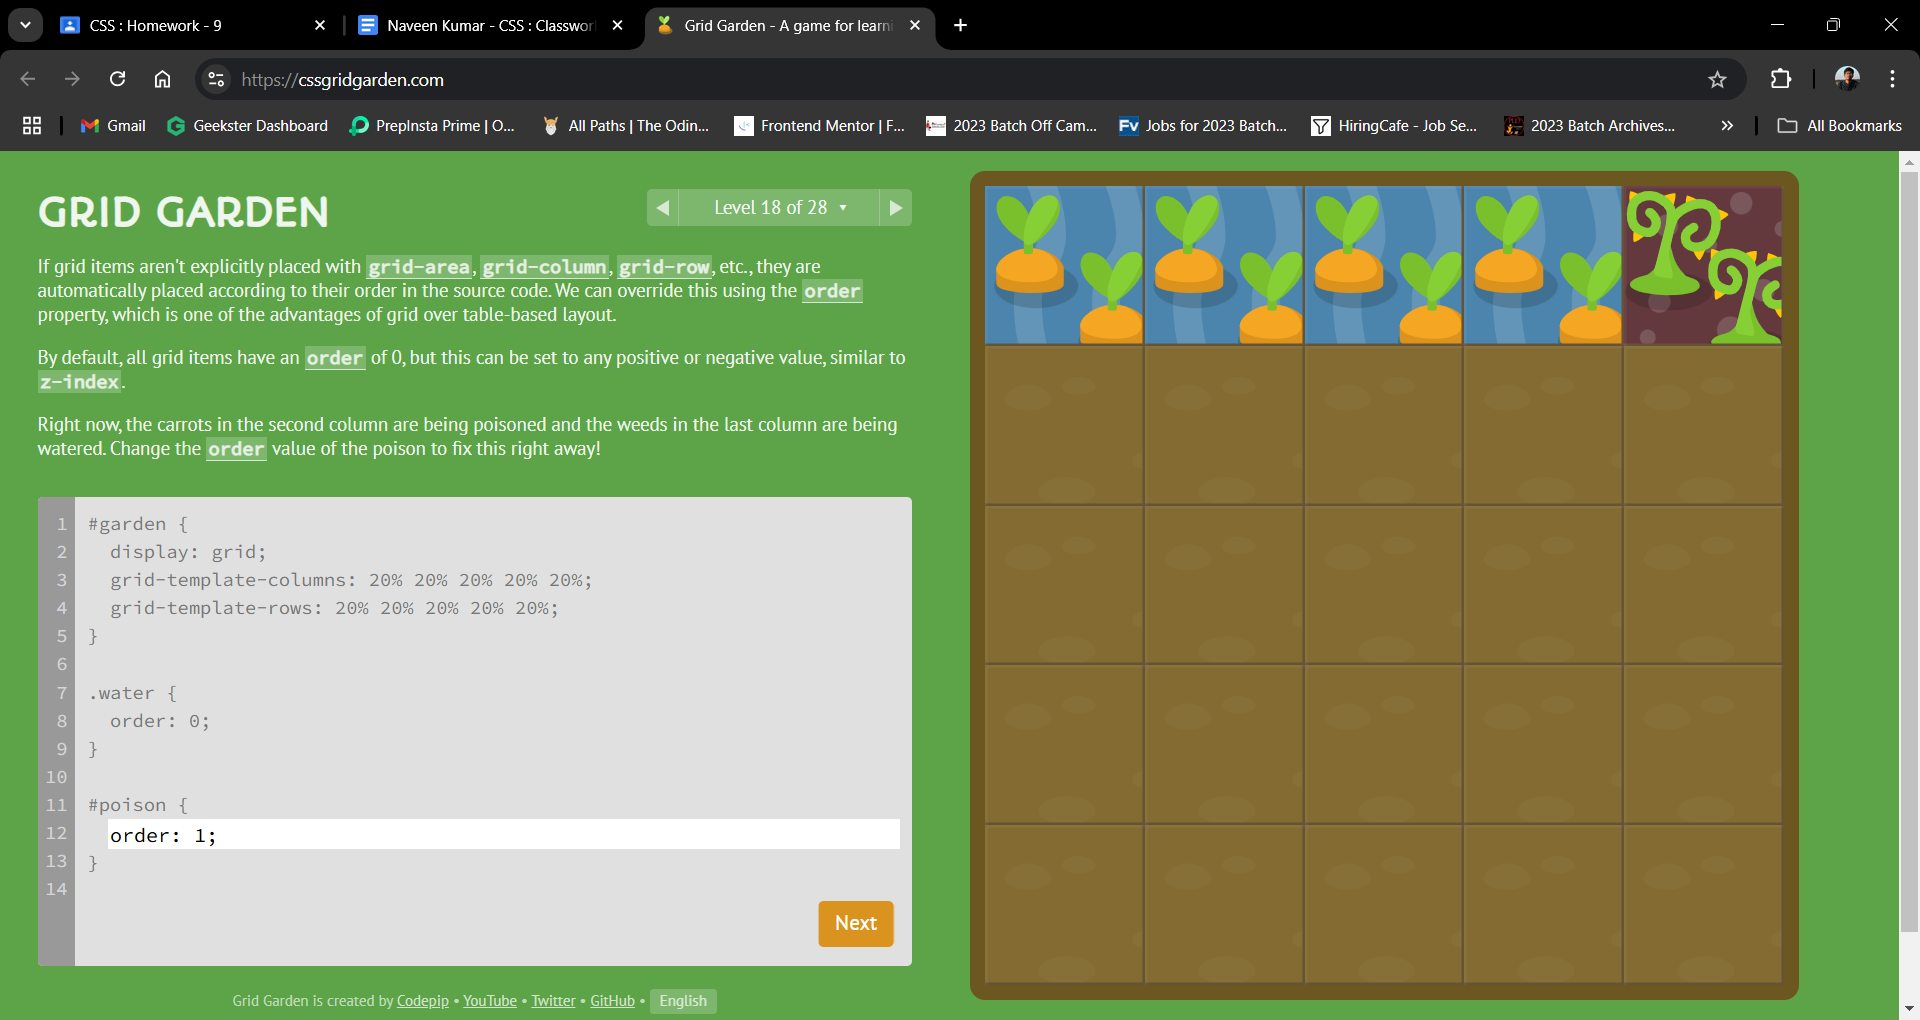 CSS : Homework - 9
Naveen Kumar - CSS : Classwor
Grid Garden - A game for learni
https://cssgridgarden.com
Gmail
Geekster Dashboard
PrepInsta Prime | O...
All Paths | The Odin...
Frontend Mentor | F...
2023 Batch Off Cam...
Fv Jobs for 2023 Batch...
HiringCafe - Job Se...
2023 Batch Archives...
All Bookmarks
GRID GARDEN
Level 18 of 28
If grid items aren't explicitly placed with grid-area, grid-column, grid-row, etc., they are
automatically placed according to their order in the source code. We can override this using the order
property, which is one of the advantages of grid over table-based layout.
By default, all grid items have an order of 0, but this can be set to any positive or negative value, similar to
z-index.
Right now, the carrots in the second column are being poisoned and the weeds in the last column are being
watered. Change the order value of the poison to fix this right away!
1 #garden {
2 display: grid;
3 grid-template-columns: 20% 20% 20% 20% 20%;
4 grid-template-rows: 20% 20% 20% 20% 20%;
5 }
6
7 .water {
8 order: 0;
9 }
10
11 #poison {
12 order: 1;
13 }
14
Next
Grid Garden is created by Codepip • YouTube • Twitter • GitHub • English